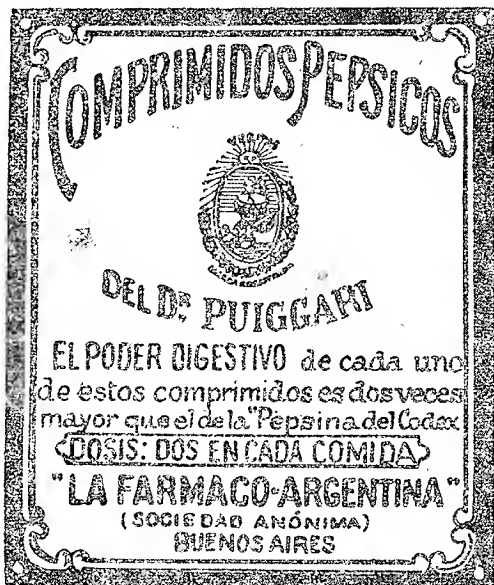 COMPRIMIDOS PEPSICOS
DEL DR PUIGGARI
EL PODER DIGESTIVO de cada uno
de estos comprimidos es dos veces
mayor que el de la "Pepsina del Codex
DOSIS: DOS EN CADA COMIDA
"LA FARMACO-ARGENTINA"
(SOCIEDAD ANÓNIMA)
BUENOS AIRES